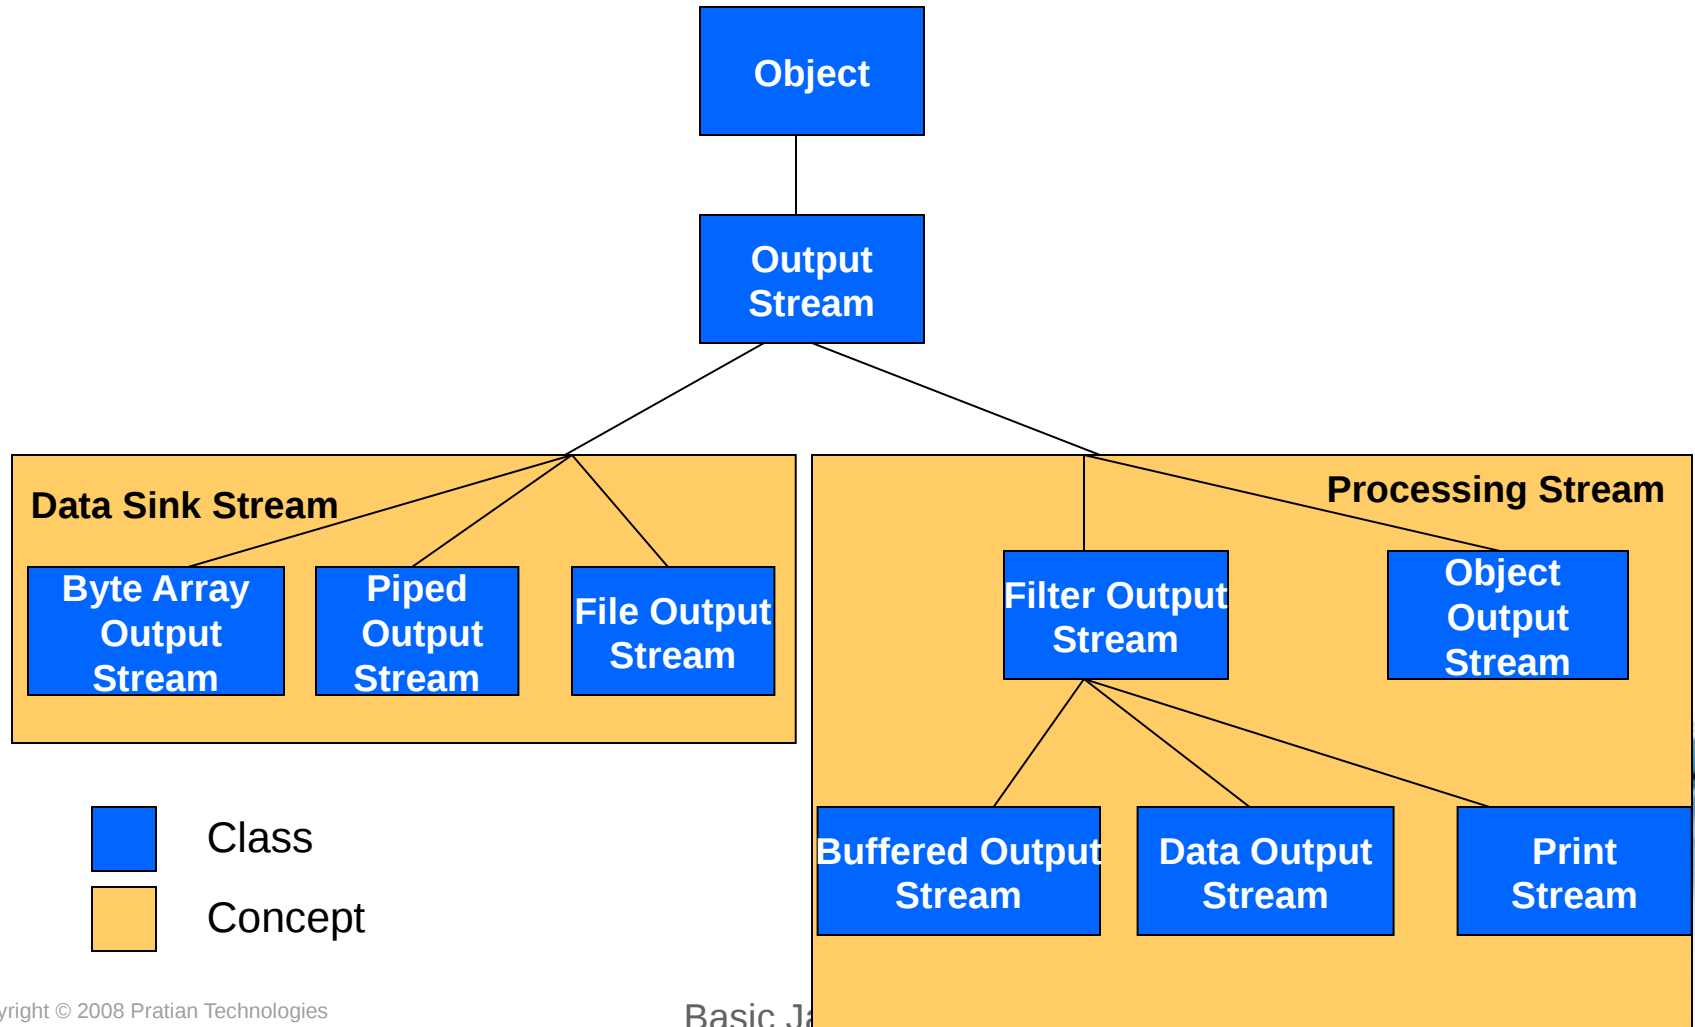 Object
Output
Stream
Data Sink Stream
Byte Array
Output
Stream
Piped
Output
Stream
File Output
Stream
Processing Stream
Filter Output
Stream
Object
Output
Stream
Buffered Output
Stream
Data Output
Stream
Print
Stream
Class
Concept
© 2008 Pratian Technologies
Basic